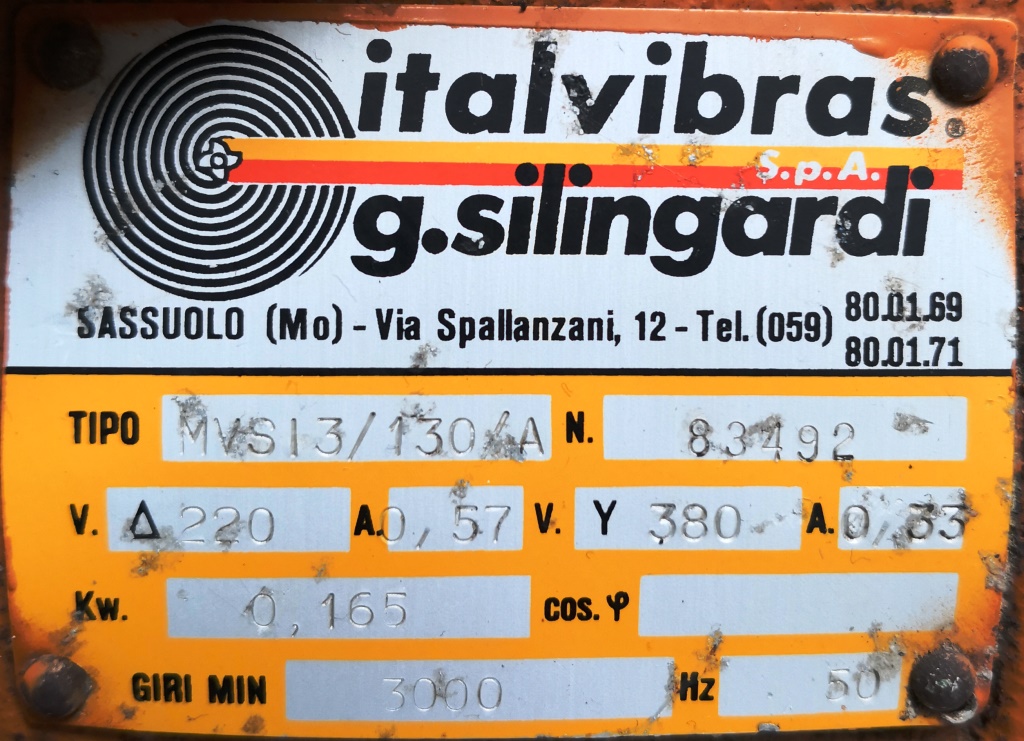 italvibras®
S.p.A.
g.silingardi
SASSUOLO (Mo) - Via Spallanzani, 12 - Tel. (059) 80.01.69
80.01.71
TIPO MVSI3/130/A N. 83492
V. Δ 220 A. 0,57 V. Y 380 A. 0,33
Kw. 0,165 cos. φ
GIRI MIN 3000 Hz 50